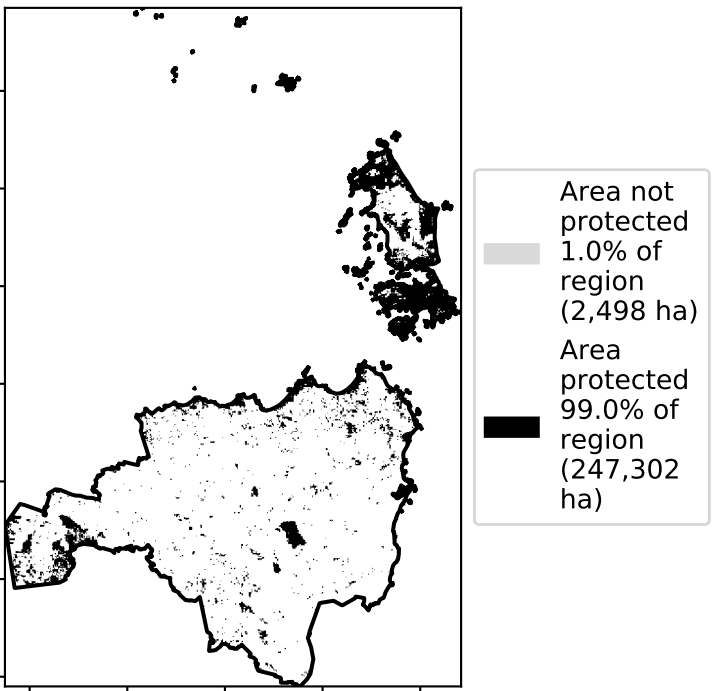 Area not
protected
1.0% of
region
(2,498 ha)
Area
protected
99.0% of
region
(247,302
ha)